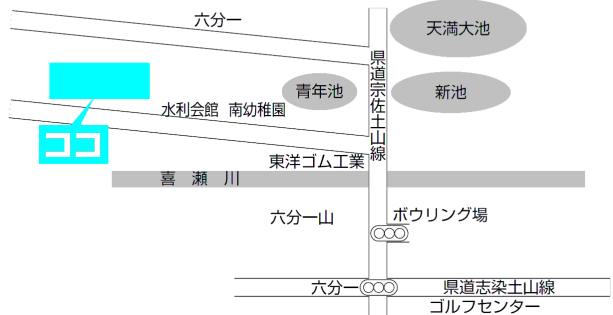 六分一
天満大池
県道宗佐土山線
青年池
新池
水利会館 南幼稚園
ココ
東洋ゴム工業
喜瀬川
六分一山
ボウリング場
六分一
県道志染土山線
ゴルフセンター